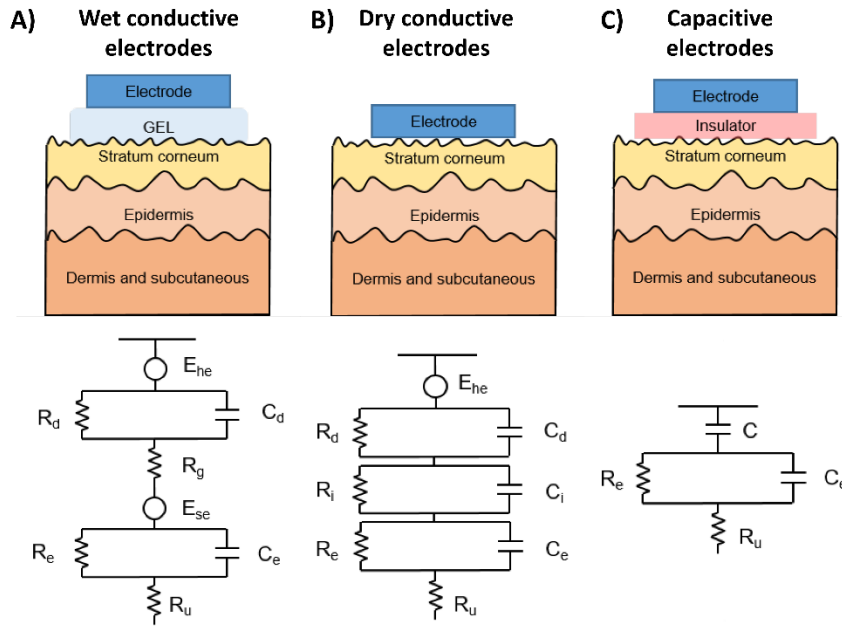 A) Wet conductive electrodes
B) Dry conductive electrodes
C) Capacitive electrodes
Electrode
GEL
Stratum corneum
Epidermis
Dermis and subcutaneous
Electrode
Stratum corneum
Epidermis
Dermis and subcutaneous
Electrode
Insulator
Stratum corneum
Epidermis
Dermis and subcutaneous
Ehe
Rd
Cd
Rg
Ese
Re
Ce
Ru
Ehe
Rd
Cd
Ri
Ci
Re
Ce
Ru
C
Re
Ce
Ru